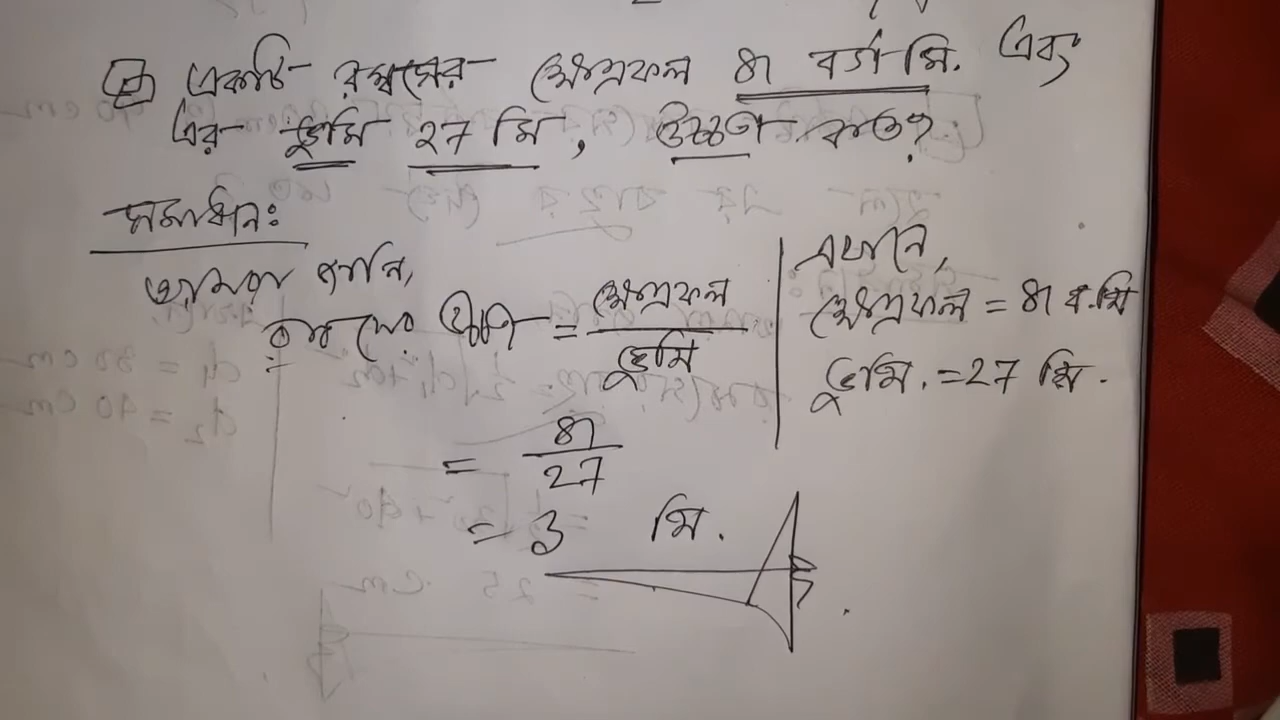 একটি রম্বসের ক্ষেত্রফল 81 বর্গ মি. এবং
এর ভূমি 27 মি, উচ্চতা কত?
সমাধান:
আমরা জানি,
রম্বসের উচ্চতা = ক্ষেত্রফল / ভূমি
= 81 / 27
= 3 মি.
এখানে,
ক্ষেত্রফল = 81 ব.মি
ভূমি. = 27 মি.